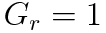 G_r = 1